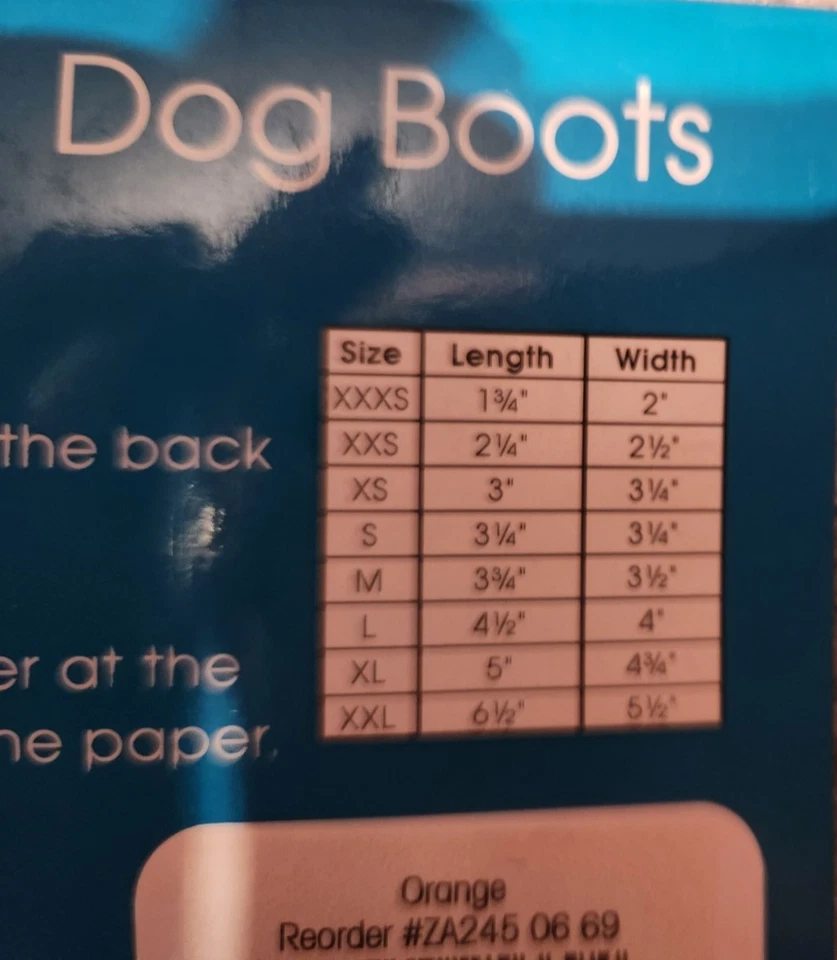 Dog Boots
the back
er at the
he paper.
Size Length Width
XXXS 1¾" 2"
XXS 2¼" 2½"
XS 3" 3¼"
S 3¼" 3¼"
M 3¾" 3½"
L 4½" 4"
XL 5" 4¾"
XXL 6½" 5½"
Orange
Reorder #ZA245 06 69